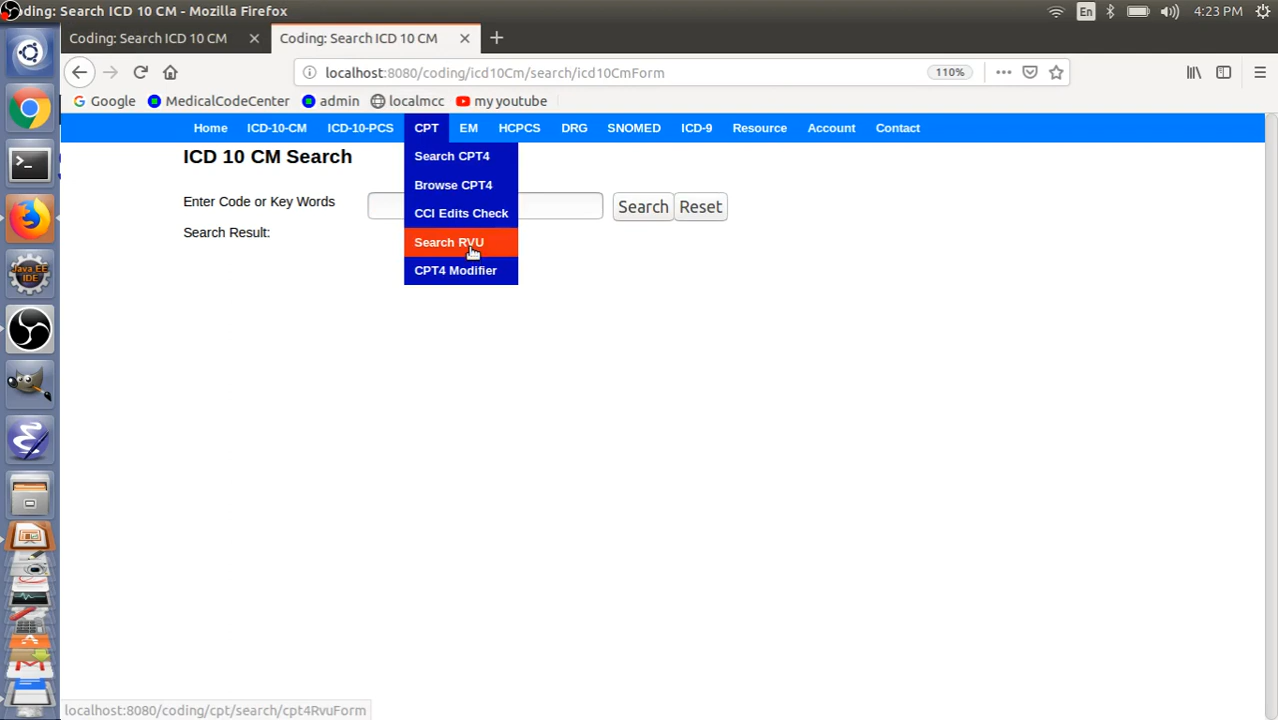 Coding: Search ICD 10 CM - Mozilla Firefox
En
4:23 PM
Coding: Search ICD 10 CM
Coding: Search ICD 10 CM
localhost:8080/coding/icd10Cm/search/icd10CmForm
110%
Google MedicalCodeCenter admin localmcc my youtube
Home ICD-10-CM ICD-10-PCS CPT EM HCPCS DRG SNOMED ICD-9 Resource Account Contact
ICD 10 CM Search
Search CPT4
Browse CPT4
CCI Edits Check
Search RVU
CPT4 Modifier
Enter Code or Key Words
Search Reset
Search Result:
Java EE
IDE
localhost:8080/coding/cpt/search/cpt4RvuForm